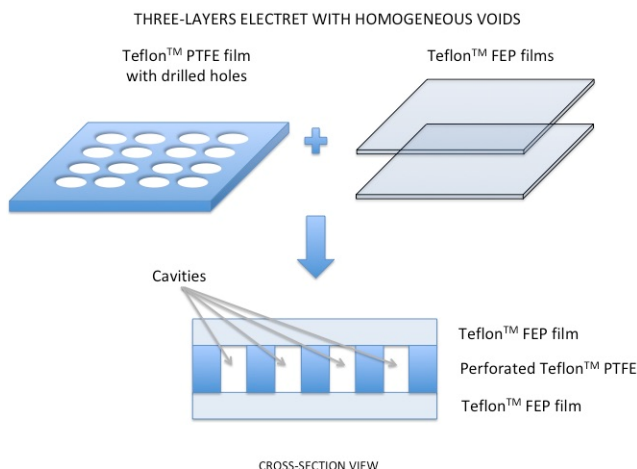 THREE-LAYERS ELECTRET WITH HOMOGENEOUS VOIDS
Teflon™ PTFE film
with drilled holes
Teflon™ FEP films
Cavities
Teflon™ FEP film
Perforated Teflon™ PTFE
Teflon™ FEP film
CROSS-SECTION VIEW